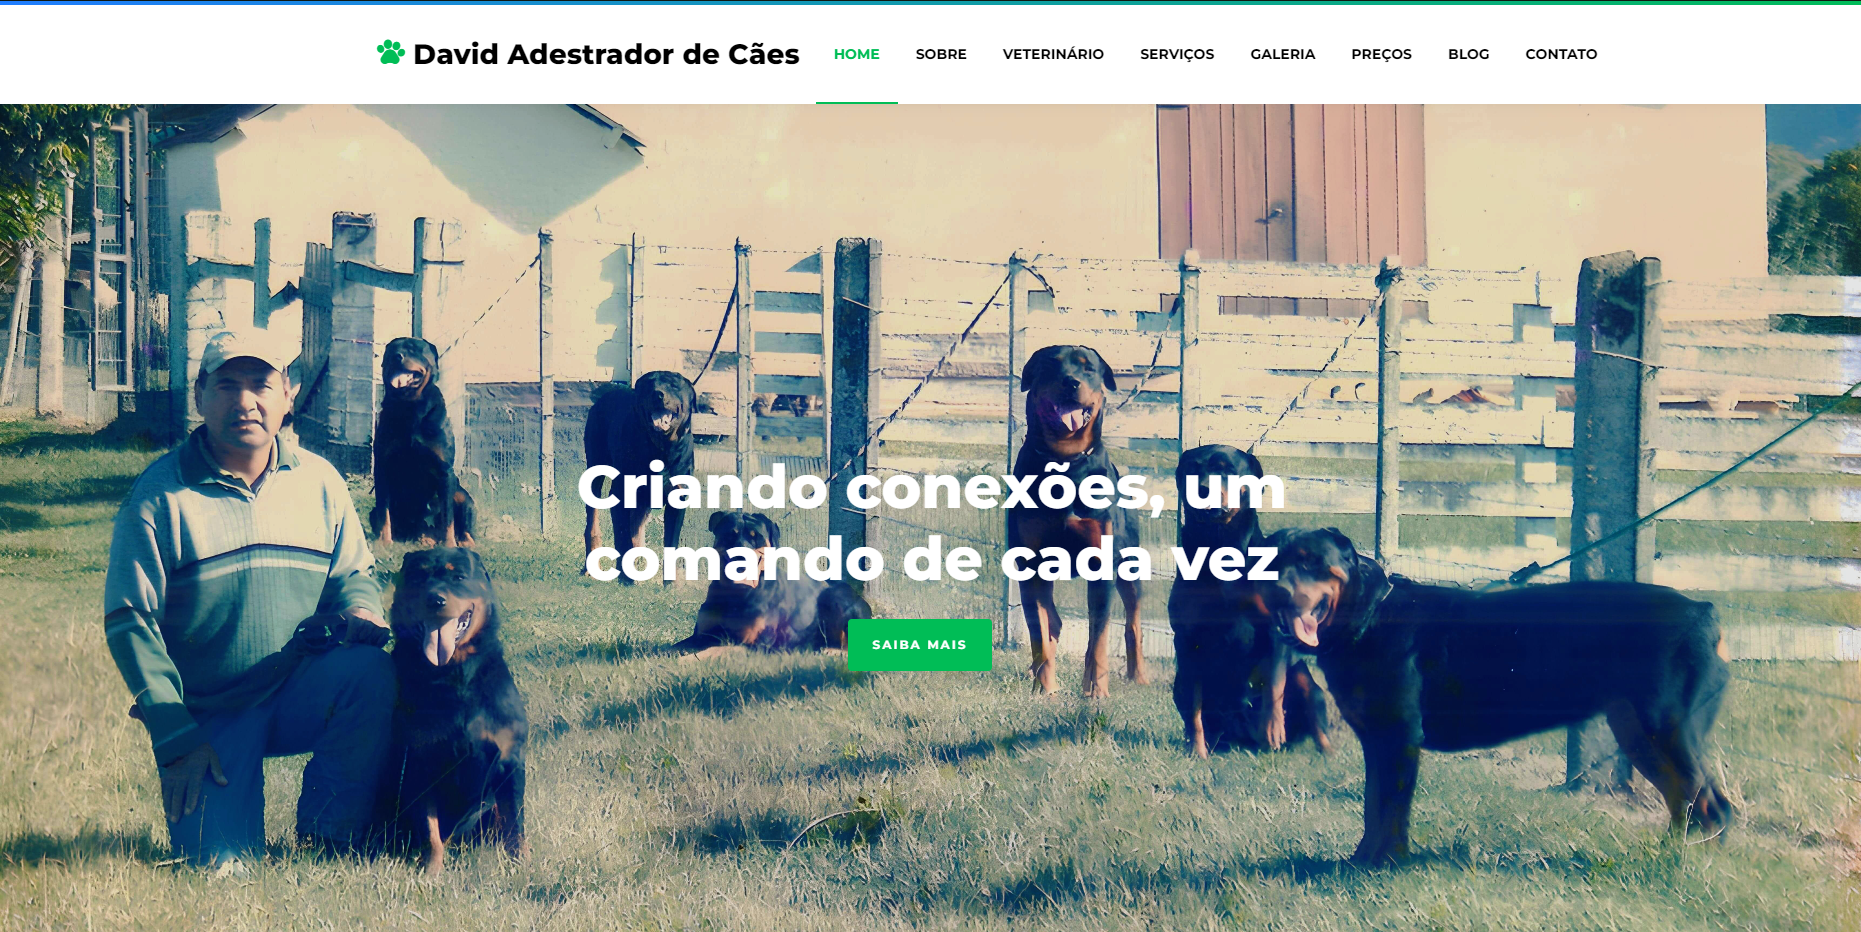 David Adestrador de Cães
HOME SOBRE VETERINÁRIO SERVIÇOS GALERIA PREÇOS BLOG CONTATO
Criando conexões, um
comando de cada vez
SAIBA MAIS